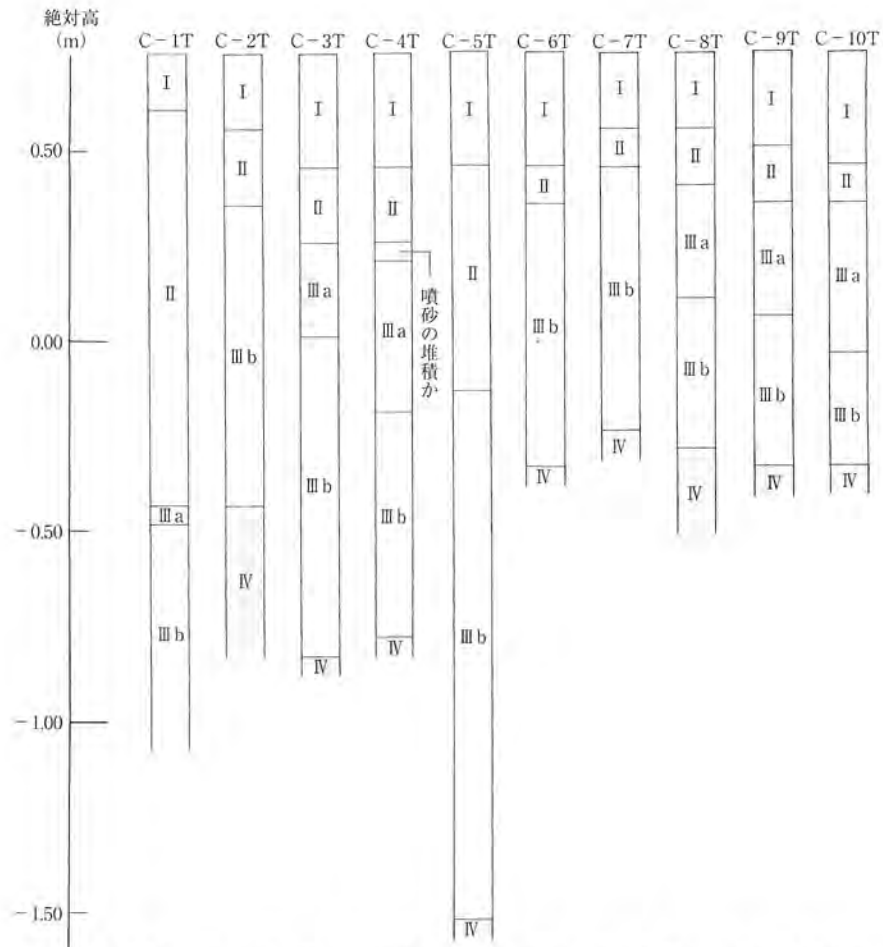 絶対高
(m)
C-1T C-2T C-3T C-4T C-5T C-6T C-7T C-8T C-9T C-10T
0.50
0.00
-0.50
-1.00
-1.50
I
II
IIIa
IIIb
I
II
IIIb
IV
I
II
IIIa
IIIb
IV
I
II
噴砂の堆積か
IIIa
IIIb
IV
I
II
IIIb
IV
I
II
IIIb
IV
I
II
IIIb
IV
I
II
IIIa
IIIb
IV
I
II
IIIa
IIIb
IV
I
II
IIIa
IIIb
IV